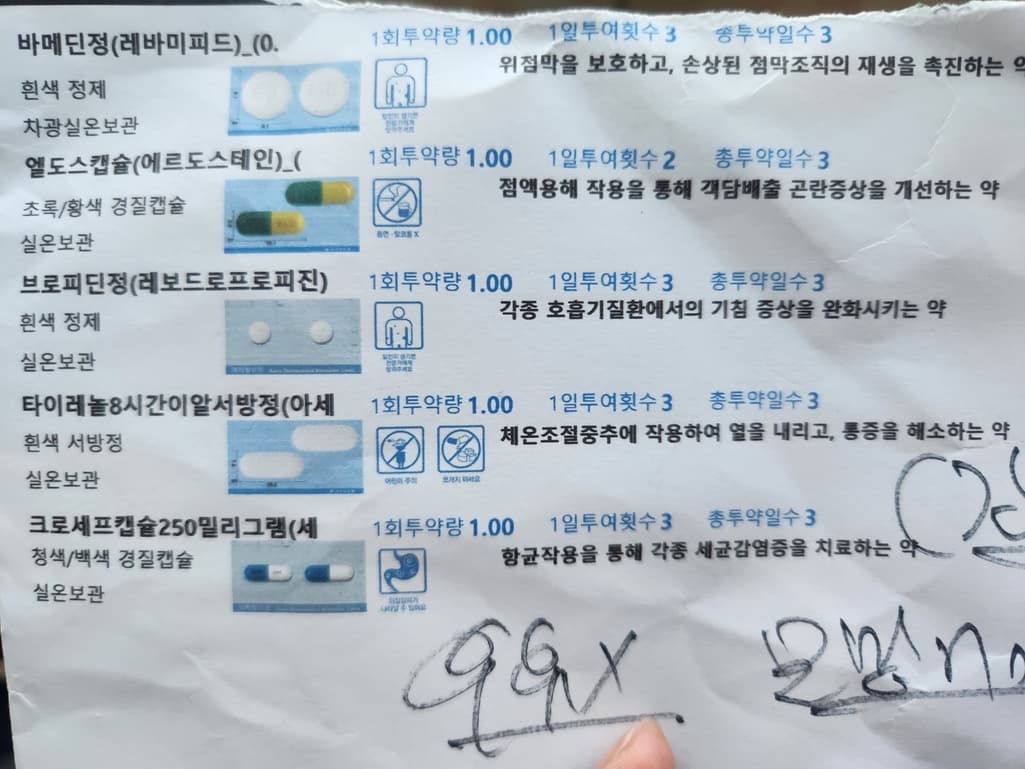 바메딘정(레바미피드)_(0. 1회투약량 1.00 1일투여횟수 3 총투약일수 3
위점막을 보호하고, 손상된 점막조직의 재생을 촉진하는 약
흰색 정제
차광실온보관
엘도스캡슐(에르도스테인)_( 1회투약량 1.00 1일투여횟수 2 총투약일수 3
점액용해 작용을 통해 객담배출 곤란증상을 개선하는 약
초록/황색 경질캡슐
실온보관
브로피딘정(레보드로프로피진) 1회투약량 1.00 1일투여횟수 3 총투약일수 3
각종 호흡기질환에서의 기침 증상을 완화시키는 약
흰색 정제
실온보관
타이레놀8시간이알서방정(아세 1회투약량 1.00 1일투여횟수 3 총투약일수 3
체온조절중추에 작용하여 열을 내리고, 통증을 해소하는 약
흰색 서방정
실온보관
어린이 주의 쪼개지 마세요
크로세프캡슐250밀리그램(세 1회투약량 1.00 1일투여횟수 3 총투약일수 3
항균작용을 통해 각종 세균감염증을 치료하는 약
청색/백색 경질캡슐
실온보관